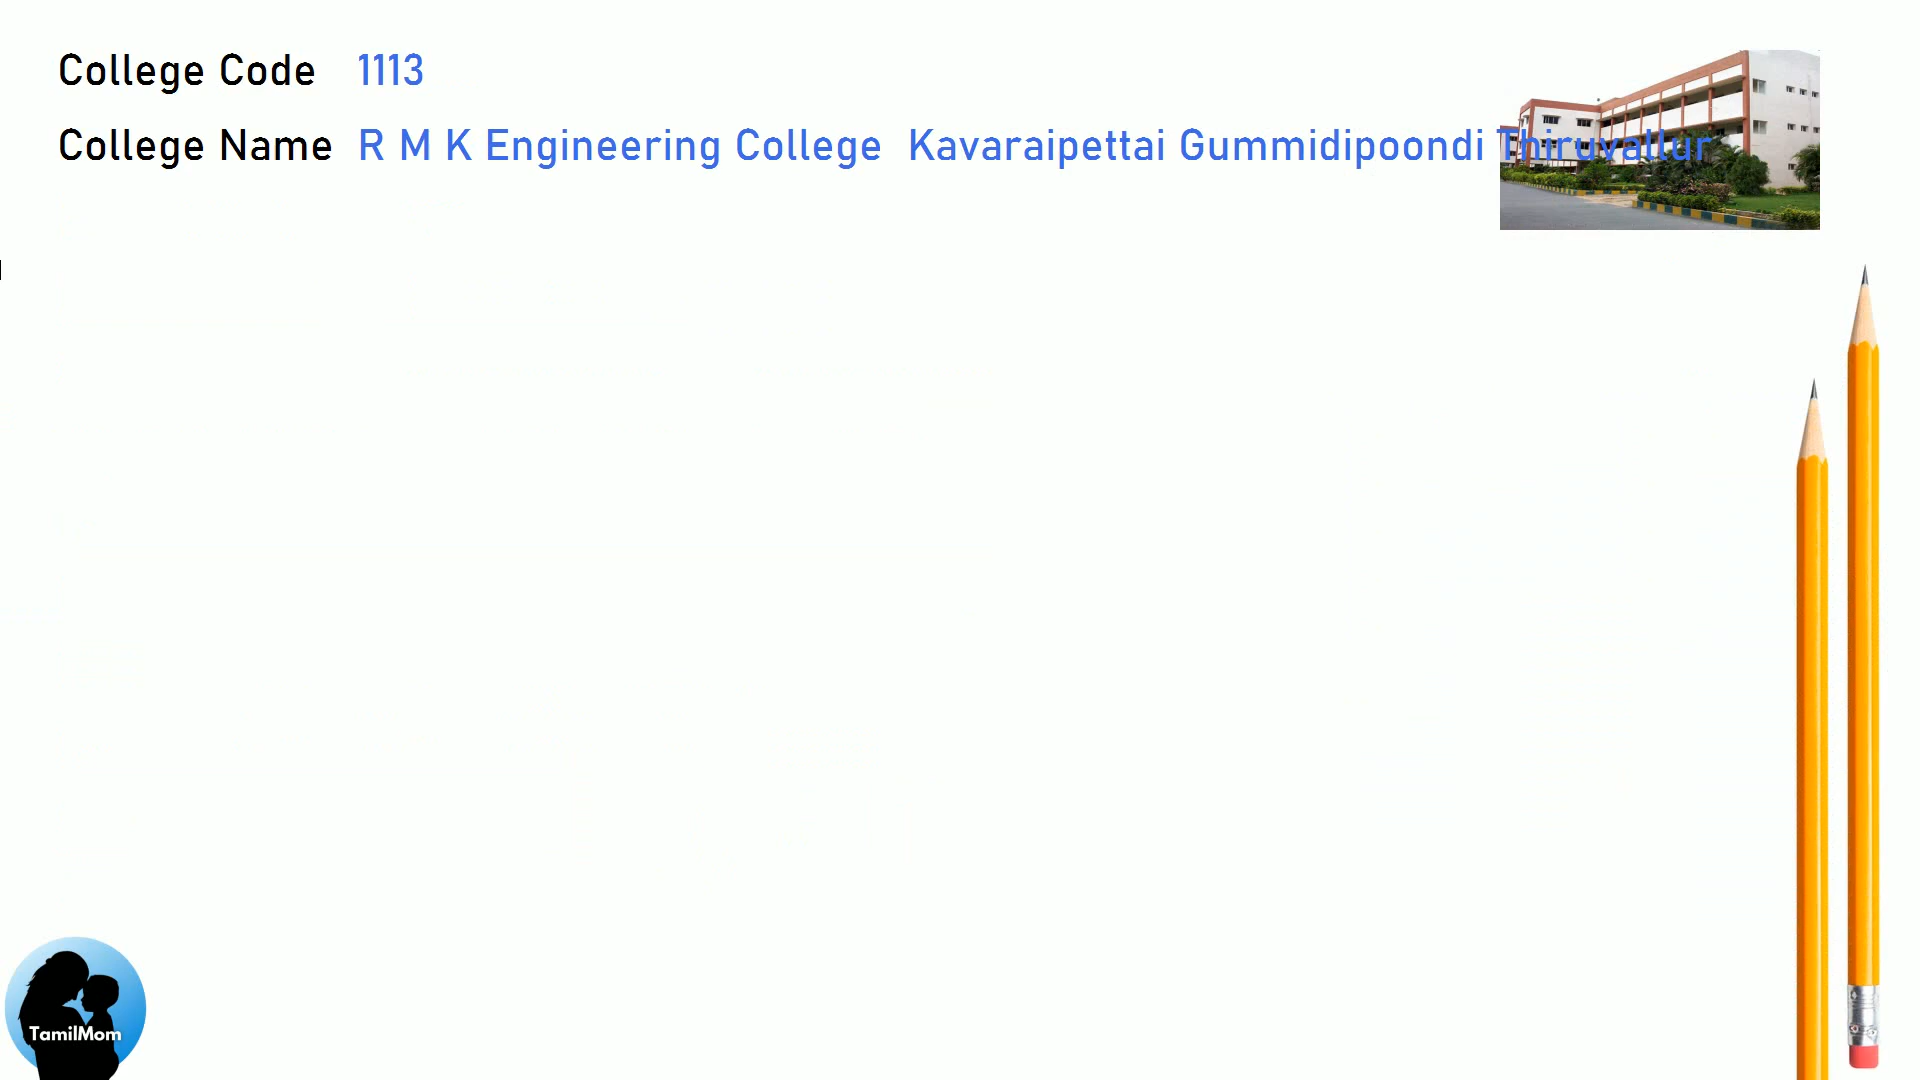 College Code 1113
College Name R M K Engineering College Kavaraipettai Gummidipoondi Thiruvallur
TamilMom